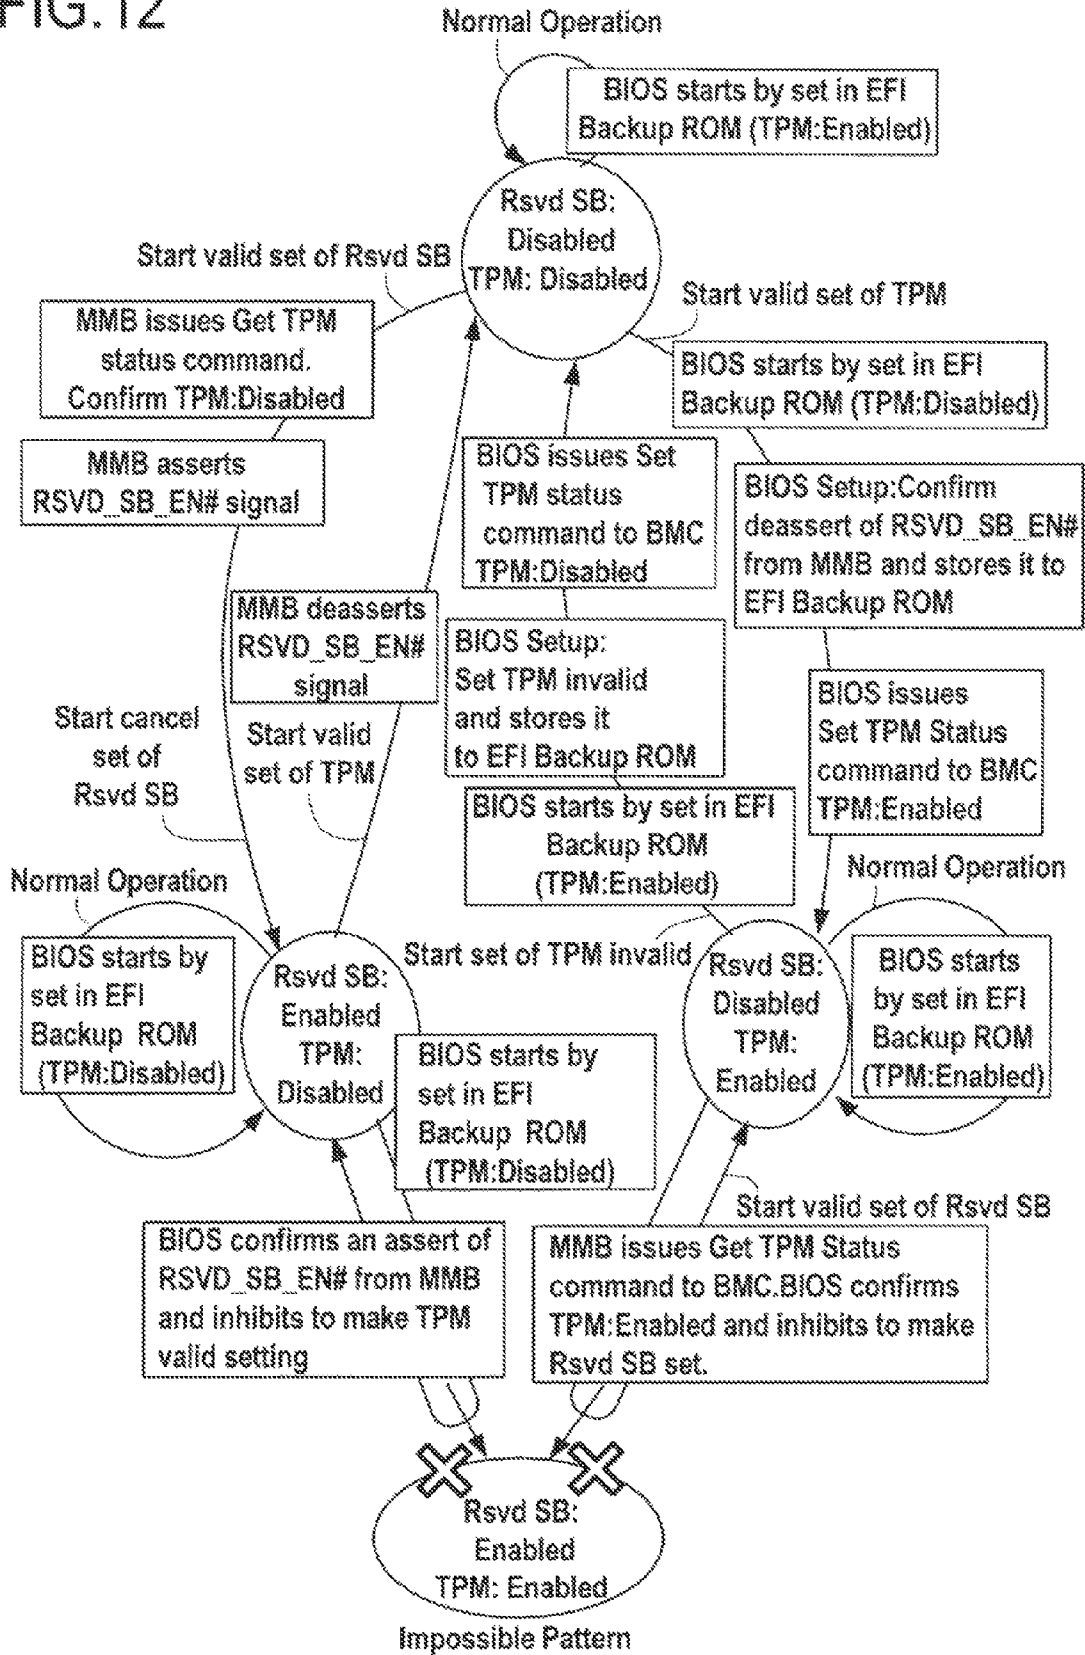 FIG.12
Normal Operation
BIOS starts by set in EFI
Backup ROM (TPM:Enabled)
Rsvd SB:
Disabled
TPM: Disabled
Start valid set of Rsvd SB
MMB issues Get TPM
status command.
Confirm TPM:Disabled
MMB asserts
RSVD_SB_EN# signal
Start valid set of TPM
BIOS starts by set in EFI
Backup ROM (TPM:Disabled)
BIOS Setup:Confirm
deassert of RSVD_SB_EN#
from MMB and stores it to
EFI Backup ROM
BIOS issues
Set TPM Status
command to BMC
TPM:Enabled
BIOS issues Set
TPM status
command to BMC
TPM:Disabled
BIOS Setup:
Set TPM invalid
and stores it
to EFI Backup ROM
BIOS starts by set in EFI
Backup ROM
(TPM:Enabled)
Start set of TPM invalid
MMB deasserts
RSVD_SB_EN#
signal
Start cancel
set of
Rsvd SB
Start valid
set of TPM
Normal Operation
BIOS starts by
set in EFI
Backup ROM
(TPM:Disabled)
Rsvd SB:
Enabled
TPM:
Disabled
BIOS starts by
set in EFI
Backup ROM
(TPM:Disabled)
Rsvd SB:
Disabled
TPM:
Enabled
Normal Operation
BIOS starts
by set in EFI
Backup ROM
(TPM:Enabled)
Start valid set of Rsvd SB
BIOS confirms an assert of
RSVD_SB_EN# from MMB
and inhibits to make TPM
valid setting
MMB issues Get TPM Status
command to BMC.BIOS confirms
TPM:Enabled and inhibits to make
Rsvd SB set.
Rsvd SB:
Enabled
TPM: Enabled
Impossible Pattern